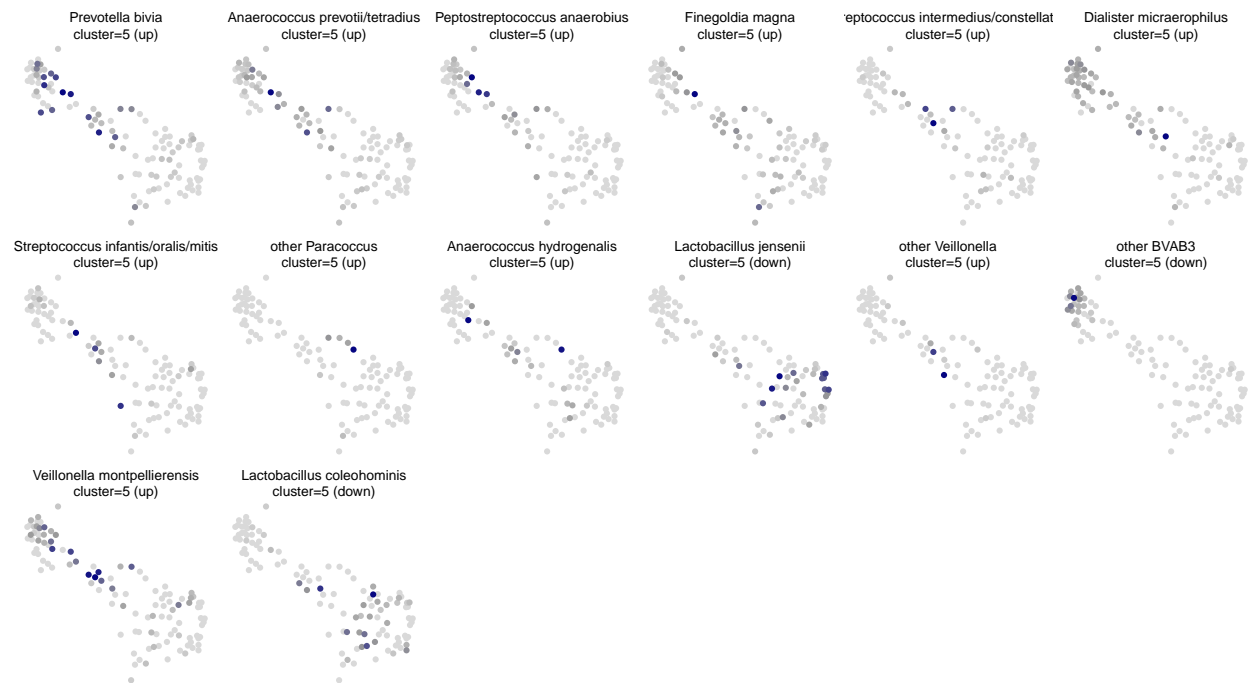 Prevotella bivia
cluster=5 (up)
Anaerococcus prevotii/tetradius
cluster=5 (up)
Peptostreptococcus anaerobius
cluster=5 (up)
Finegoldia magna
cluster=5 (up)
reptococcus intermedius/constellat
cluster=5 (up)
Dialister micraerophilus
cluster=5 (up)
Streptococcus infantis/oralis/mitis
cluster=5 (up)
other Paracoccus
cluster=5 (up)
Anaerococcus hydrogenalis
cluster=5 (up)
Lactobacillus jensenii
cluster=5 (down)
other Veillonella
cluster=5 (up)
other BVAB3
cluster=5 (down)
Veillonella montpellierensis
cluster=5 (up)
Lactobacillus coleohominis
cluster=5 (down)